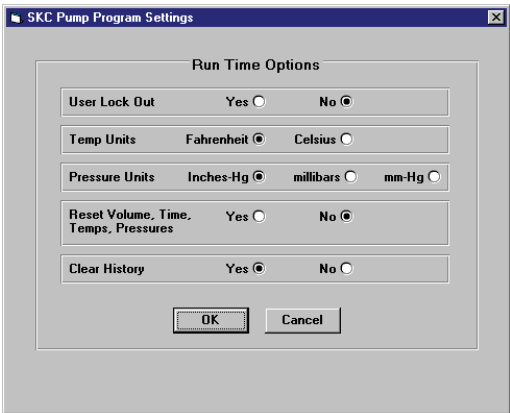 SKC Pump Program Settings
Run Time Options
User Lock Out Yes No
Temp Units Fahrenheit Celsius
Pressure Units Inches-Hg millibars mm-Hg
Reset Volume, Time, Yes No
Temps, Pressures
Clear History Yes No
OK Cancel